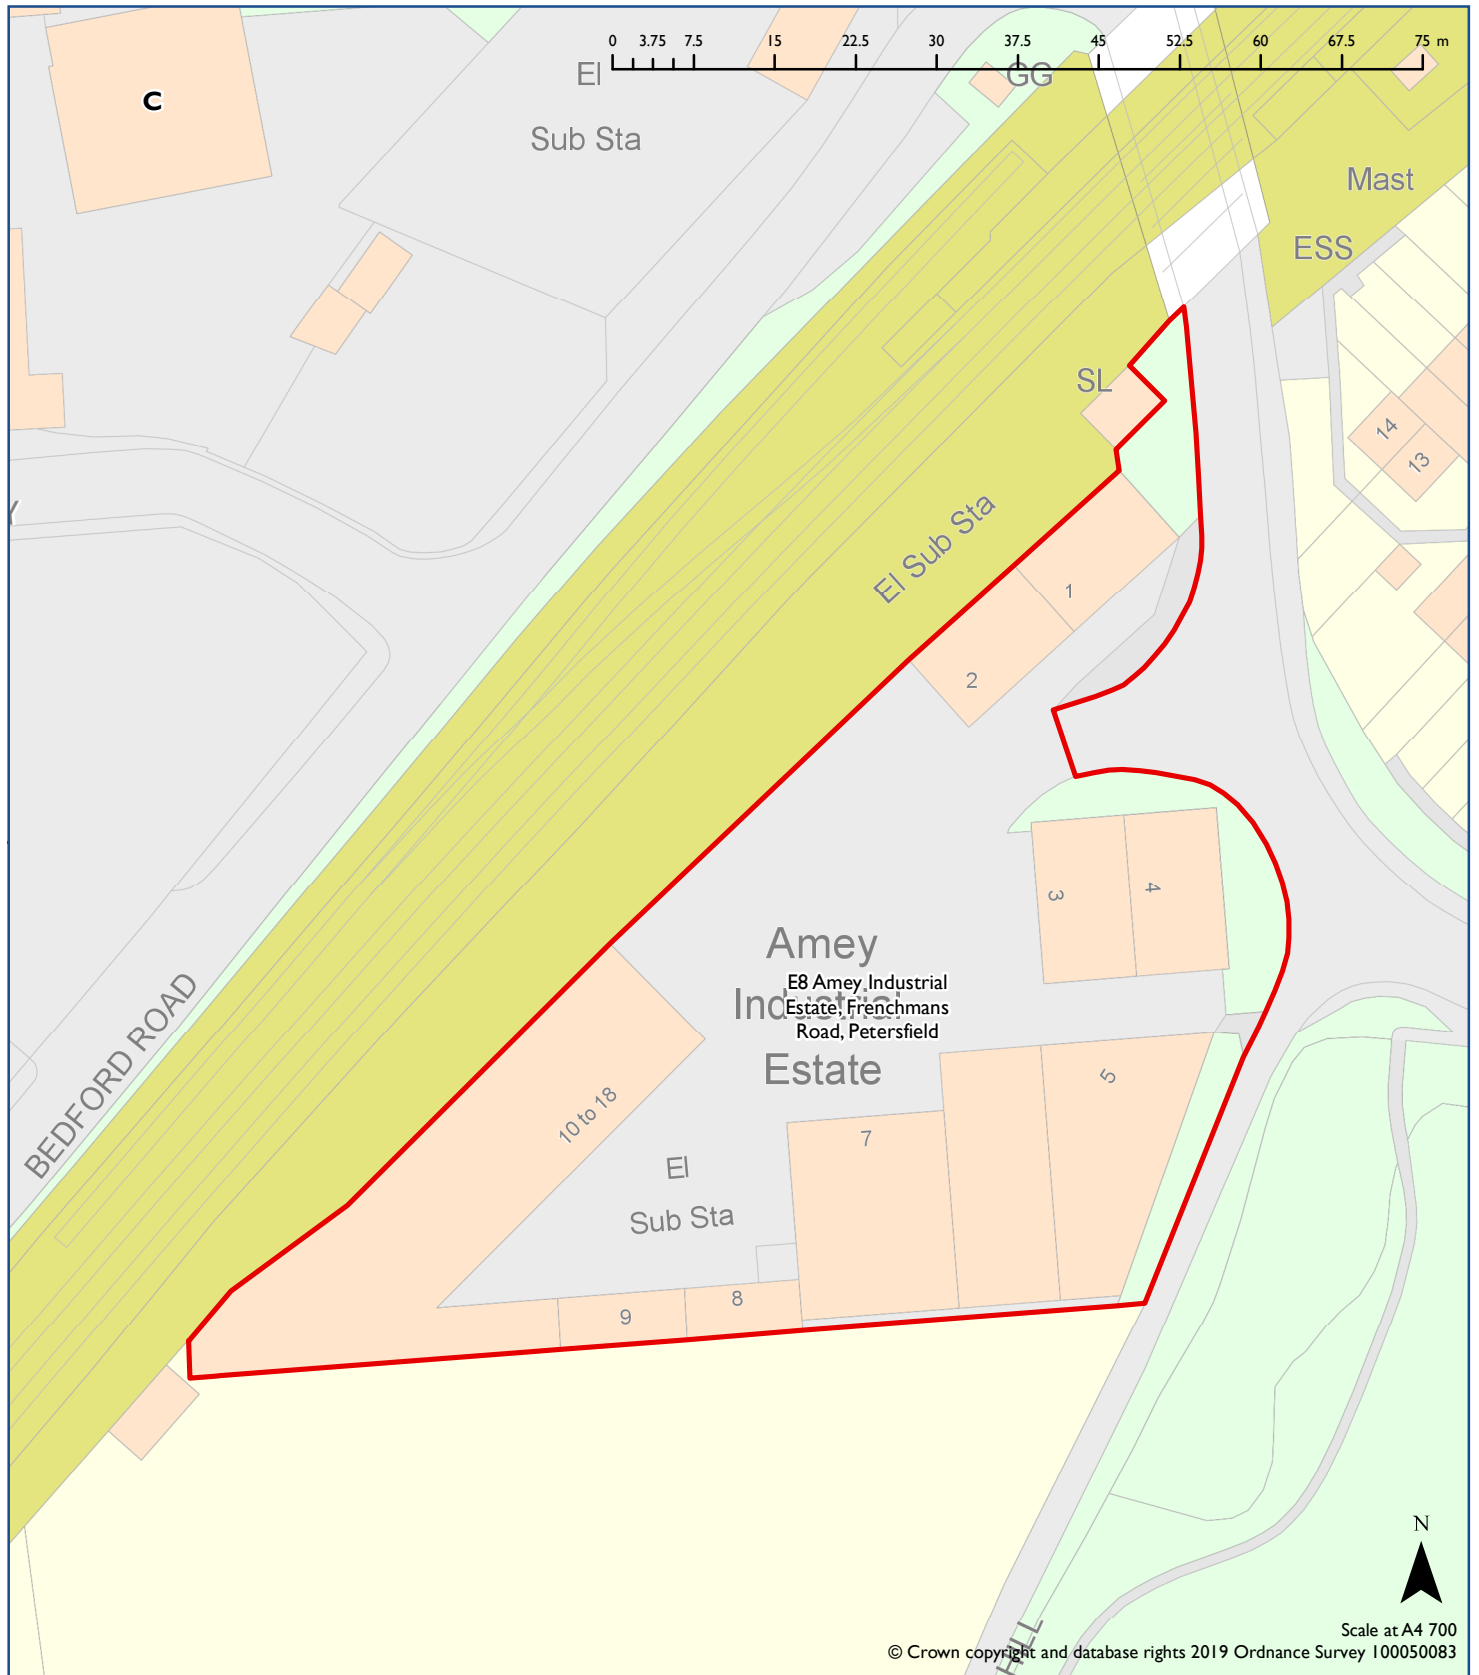 0 3.75 7.5 15 22.5 30 37.5 45 52.5 60 67.5 75 m
C
El
Sub Sta
GG
Mast
ESS
SL
14
13
Y
El Sub Sta
1
2
3
4
Amey
Industrial
Estate
E8 Amey Industrial
Estate, Frenchmans
Road, Petersfield
BEDFORD ROAD
10 to 18
5
7
El
Sub Sta
8
9
N
HILL
Scale at A4 700
© Crown copyright and database rights 2019 Ordnance Survey 100050083